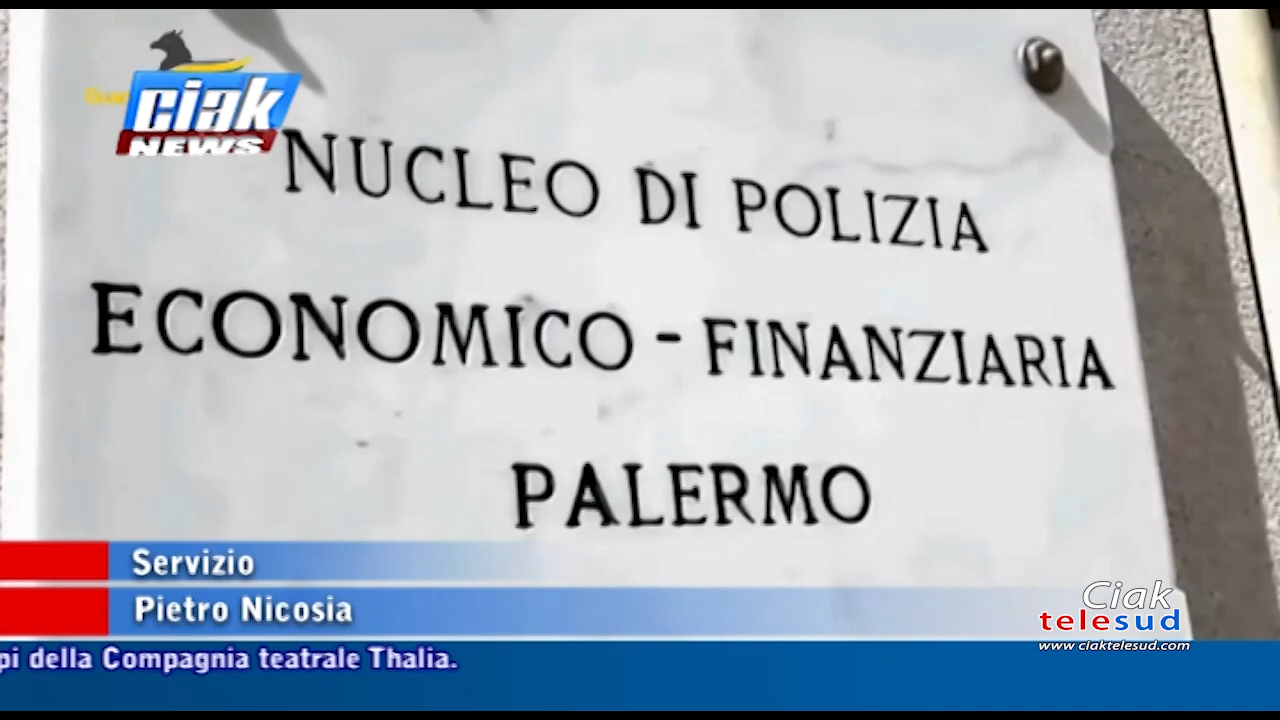 ciak
NEWS
NUCLEO DI POLIZIA
ECONOMICO - FINANZIARIA
PALERMO
Servizio
Pietro Nicosia
Ciak
telesud
www.ciaktelesud.com
pi della Compagnia teatrale Thalia.